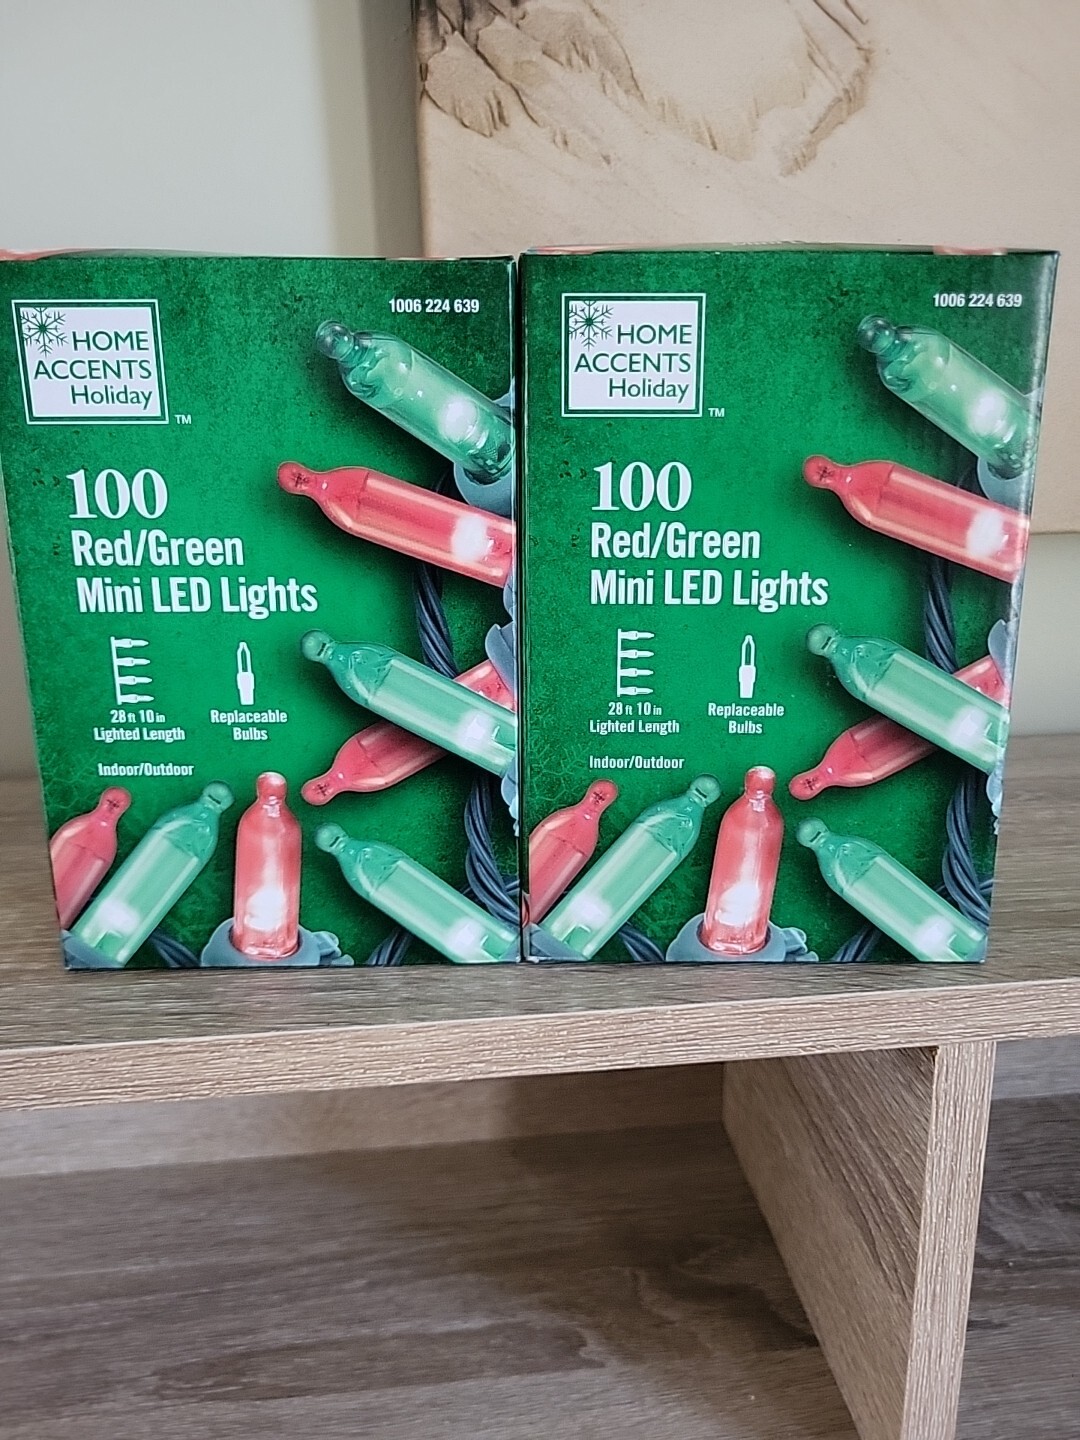 1006 224 639
HOME
ACCENTS
Holiday
TM
100
Red/Green
Mini LED Lights
28 ft 10 in
Lighted Length
Replaceable
Bulbs
Indoor/Outdoor
1006 224 639
HOME
ACCENTS
Holiday
TM
100
Red/Green
Mini LED Lights
28 ft 10 in
Lighted Length
Replaceable
Bulbs
Indoor/Outdoor